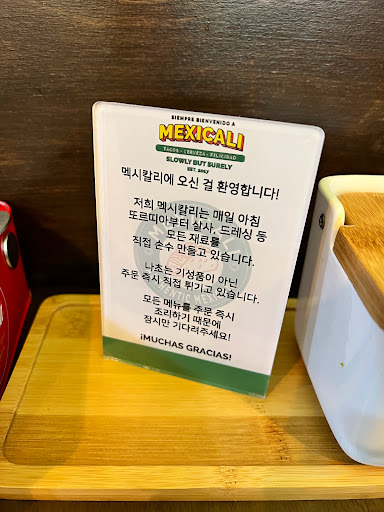 SIEMPRE BIENVENIDO A
MEXICALI
TACOS • CERVEZA • FELICIDAD
SLOWLY BUT SURELY
EST. 2017
멕시칼리에 오신 걸 환영합니다!
저희 멕시칼리는 매일 아침
또르띠아부터 살사, 드레싱 등
모든 재료를
직접 손수 만들고 있습니다.
나초는 기성품이 아닌
주문 즉시 직접 튀기고 있습니다.
모든 메뉴를 주문 즉시
조리하기 때문에
잠시만 기다려주세요!
¡MUCHAS GRACIAS!